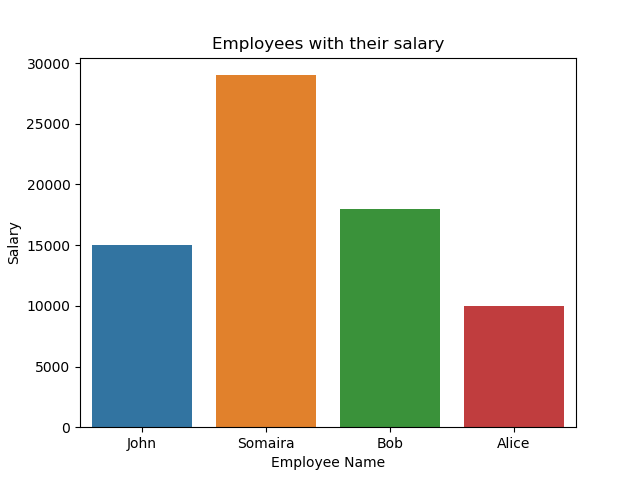 Employees with their salary
30000
25000
20000
15000
10000
5000
0
Salary
John Somaira Bob Alice
Employee Name